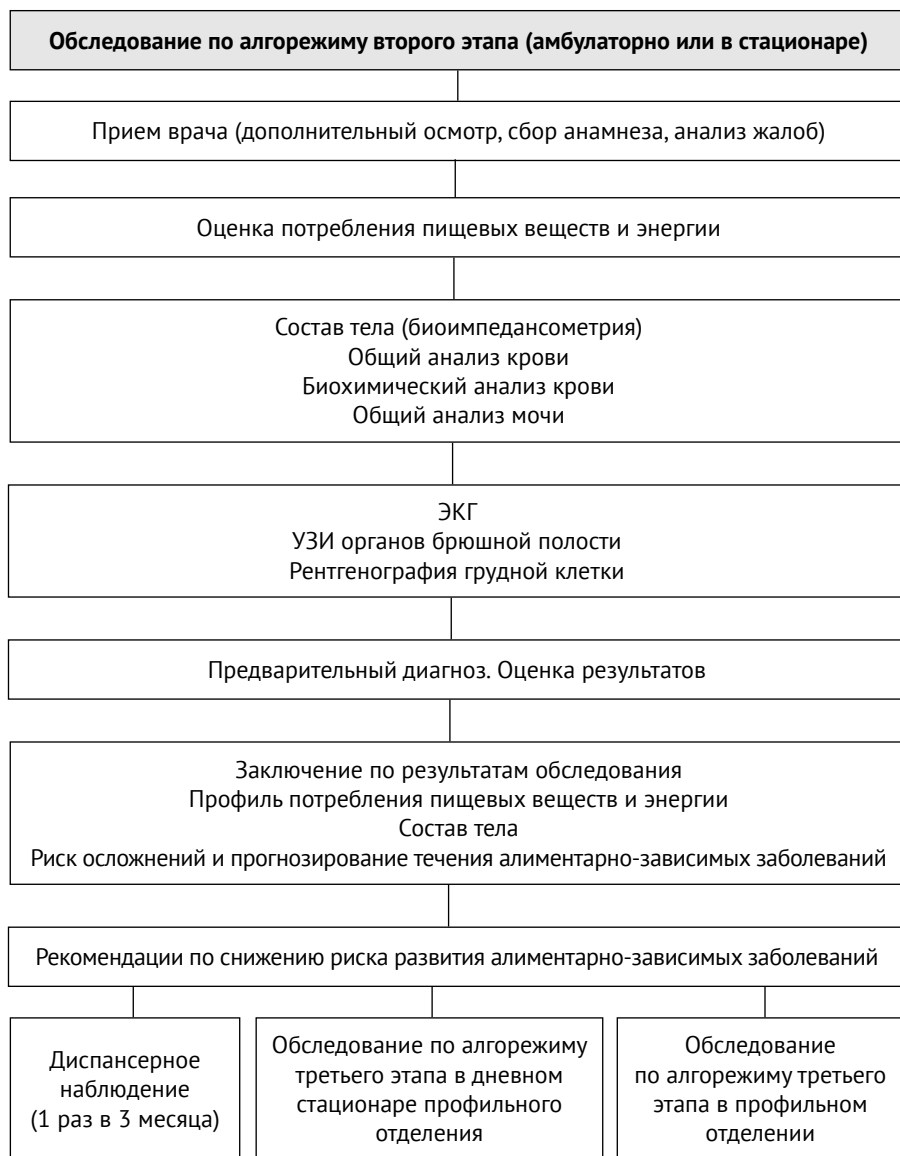 Обследование по алгорежиму второго этапа (амбулаторно или в стационаре)
Прием врача (дополнительный осмотр, сбор анамнеза, анализ жалоб)
Оценка потребления пищевых веществ и энергии
Состав тела (биоимпедансометрия)
Общий анализ крови
Биохимический анализ крови
Общий анализ мочи
ЭКГ
УЗИ органов брюшной полости
Рентгенография грудной клетки
Предварительный диагноз. Оценка результатов
Заключение по результатам обследования
Профиль потребления пищевых веществ и энергии
Состав тела
Риск осложнений и прогнозирование течения алиментарно-зависимых заболеваний
Рекомендации по снижению риска развития алиментарно-зависимых заболеваний
Диспансерное
наблюдение
(1 раз в 3 месяца)
Обследование по алгорежиму
третьего этапа в дневном
стационаре профильного
отделения
Обследование
по алгорежиму третьего
этапа в профильном
отделении